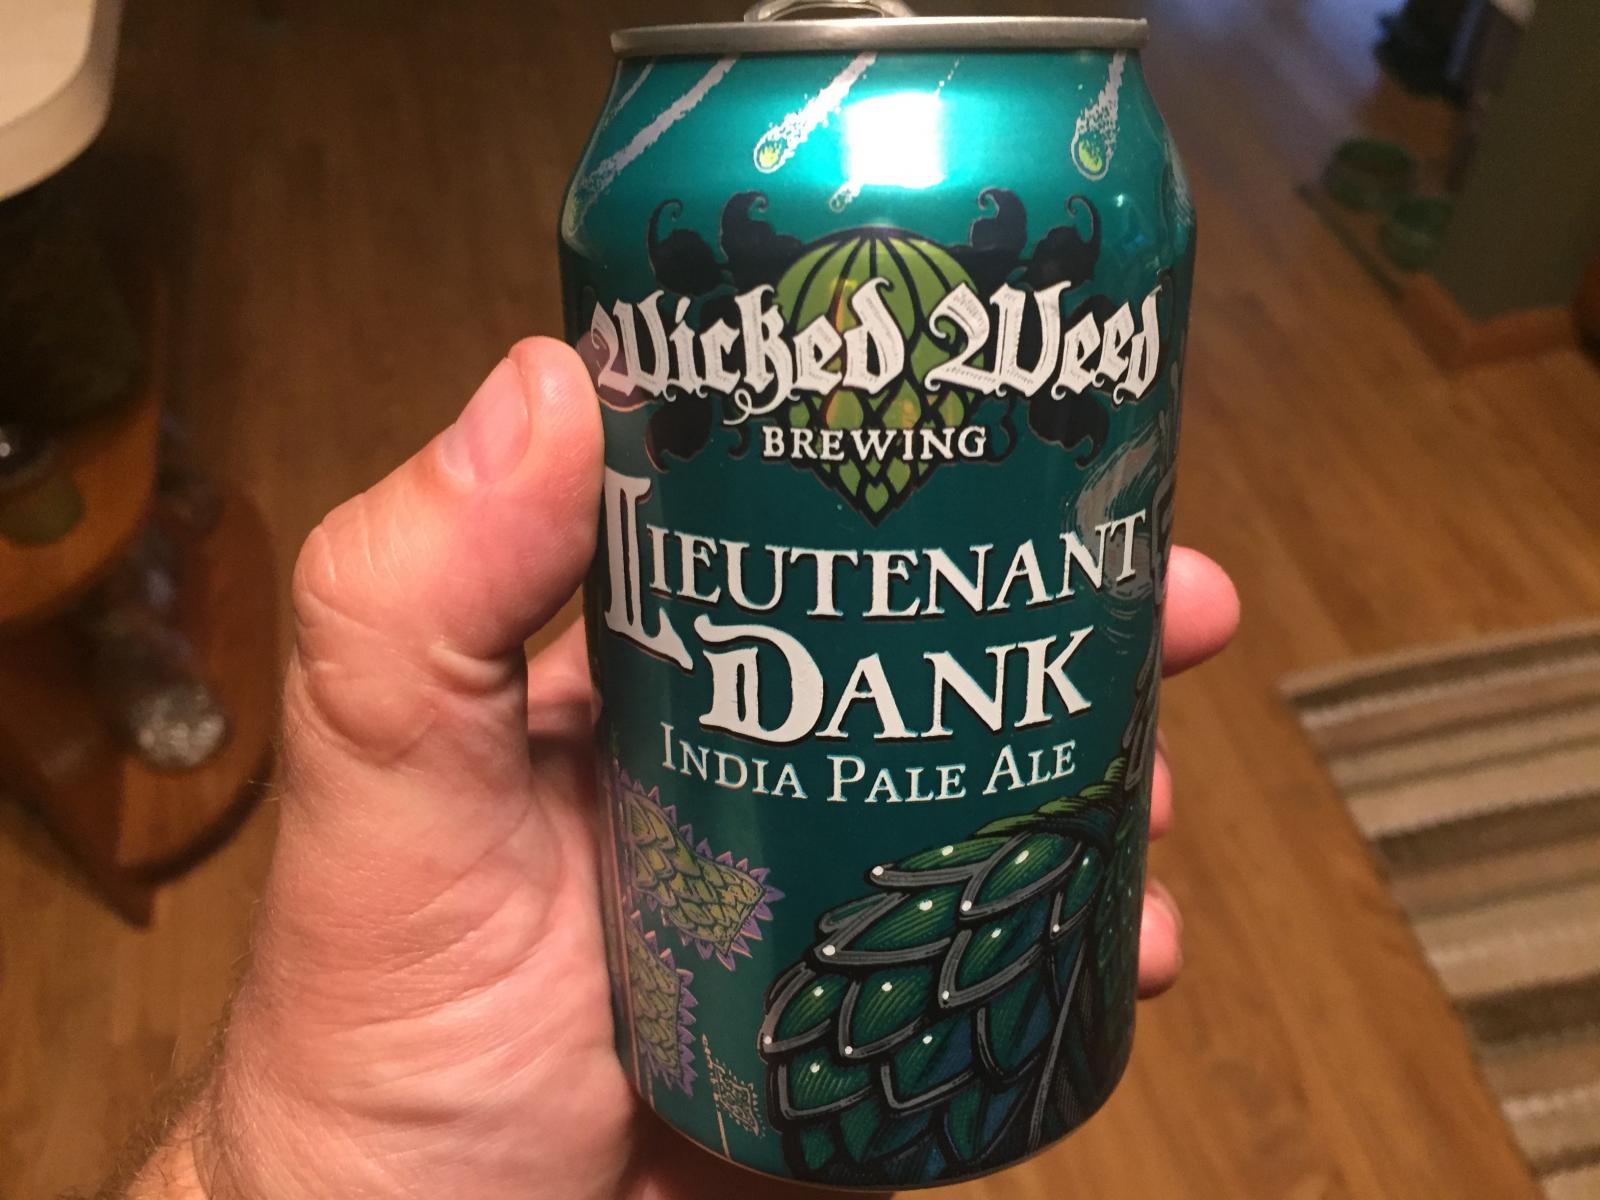 Wicked Weed
BREWING
LIEUTENANT
DANK
INDIA PALE ALE